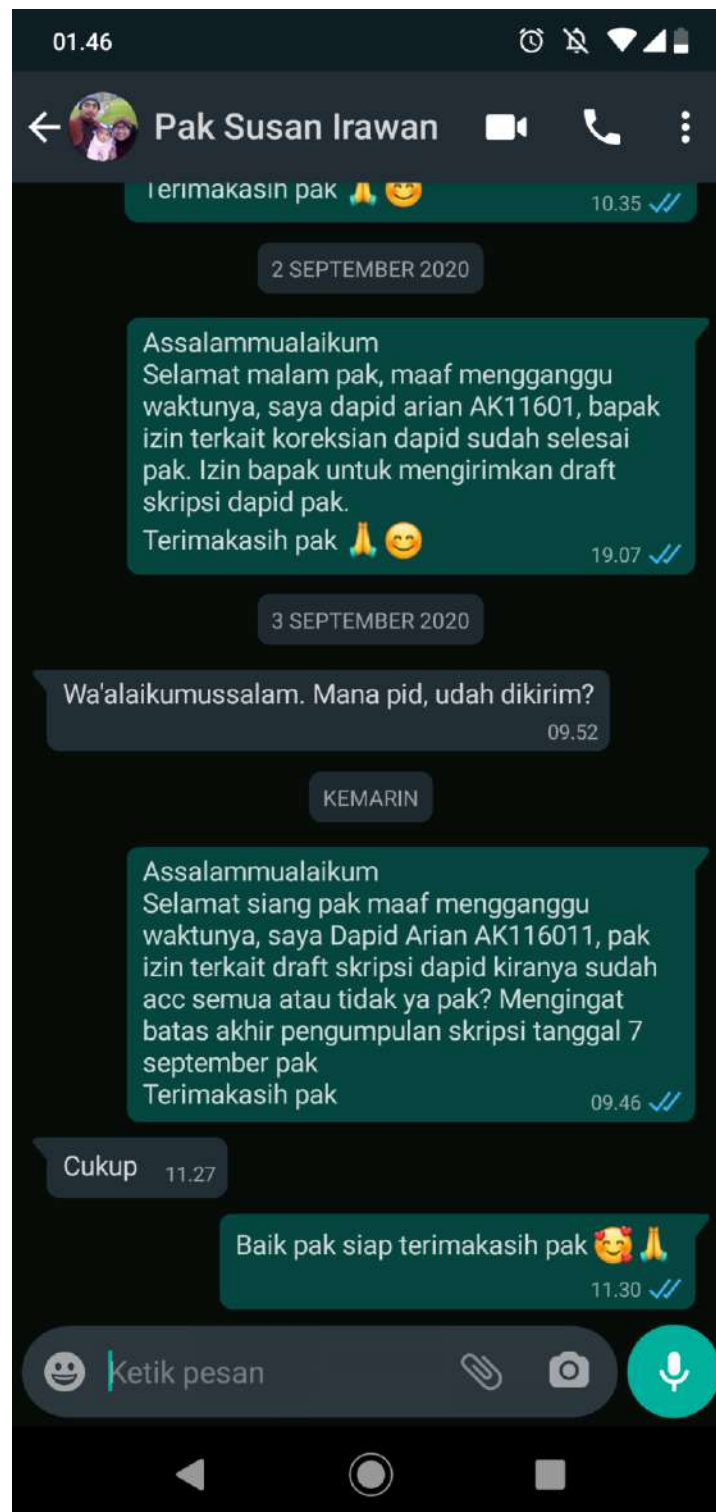 01.46
Pak Susan Irawan
Terimakasih pak 🙏😊
10.35
2 SEPTEMBER 2020
Assalammualaikum
Selamat malam pak, maaf mengganggu
waktunya, saya dapid arian AK11601, bapak
izin terkait koreksian dapid sudah selesai
pak. Izin bapak untuk mengirimkan draft
skripsi dapid pak.
Terimakasih pak 🙏😊
19.07
3 SEPTEMBER 2020
Wa'alaikumussalam. Mana pid, udah dikirim?
09.52
KEMARIN
Assalammualaikum
Selamat siang pak maaf mengganggu
waktunya, saya Dapid Arian AK116011, pak
izin terkait draft skripsi dapid kiranya sudah
acc semua atau tidak ya pak? Mengingat
batas akhir pengumpulan skripsi tanggal 7
september pak
Terimakasih pak
09.46
Cukup 11.27
Baik pak siap terimakasih pak 🥰🙏
11.30
Ketik pesan